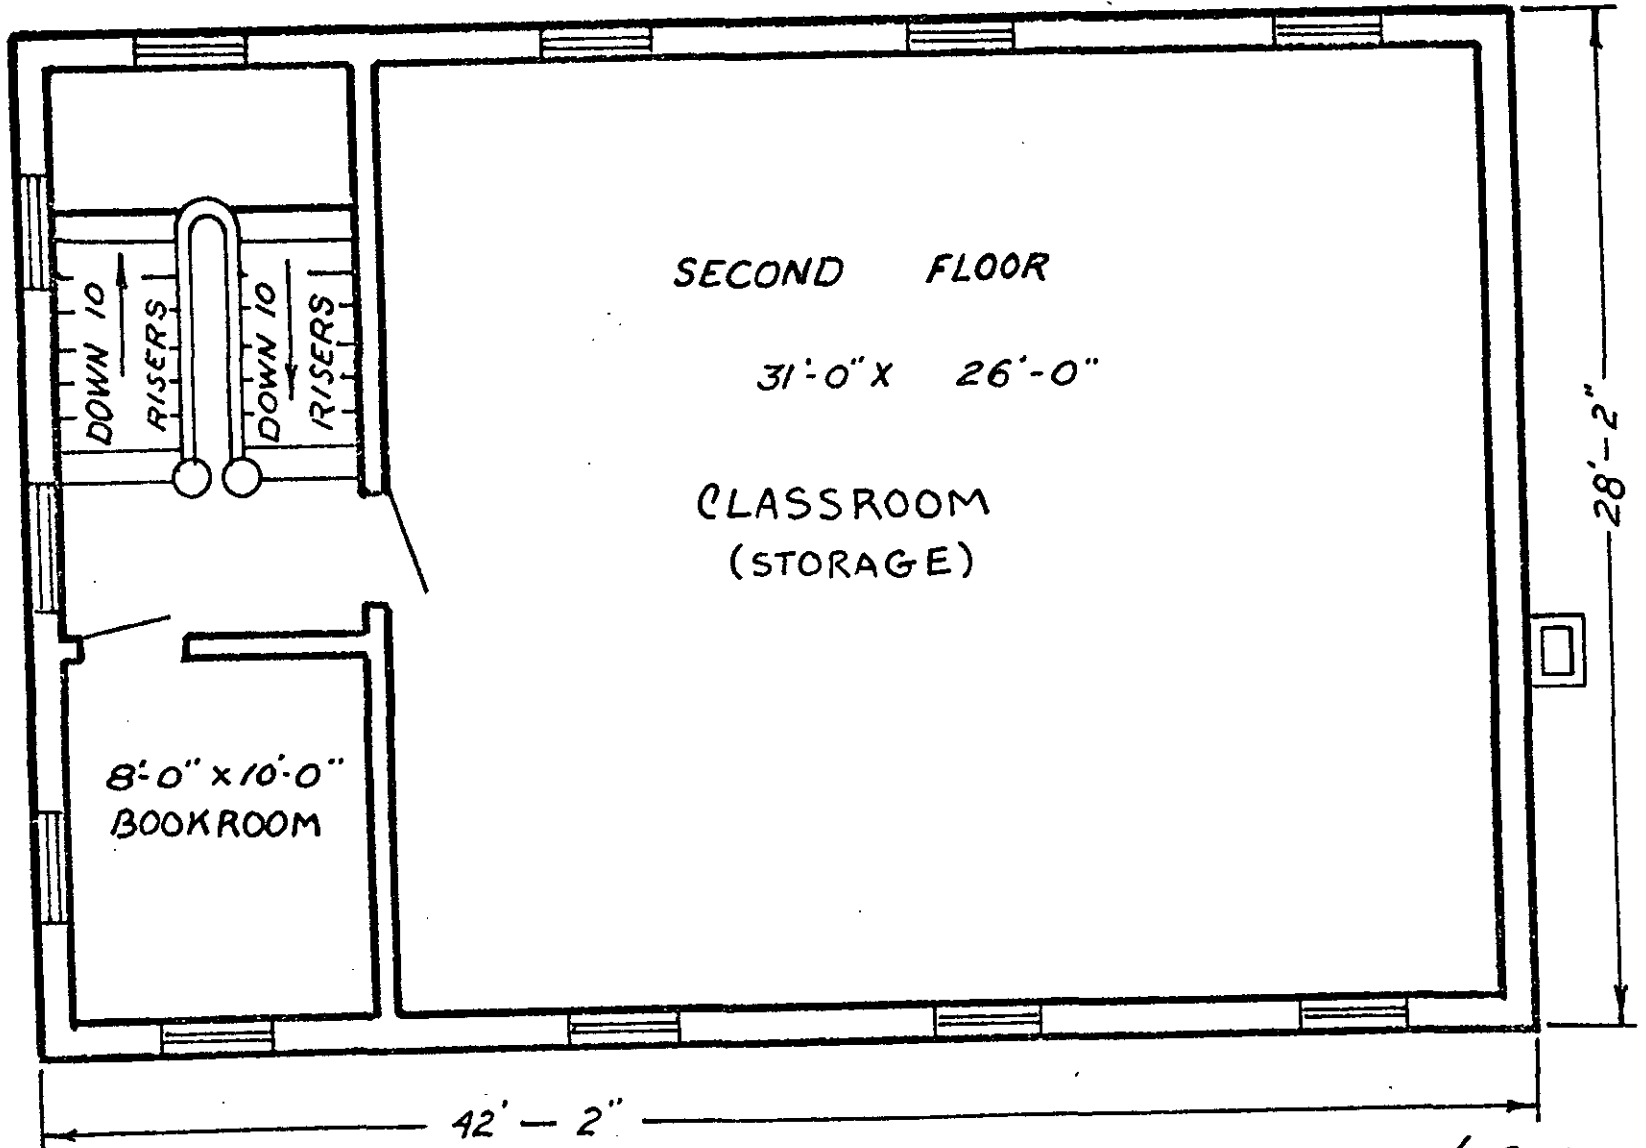 SECOND FLOOR
31'-0" X 26'-0"
CLASSROOM
(STORAGE)
DOWN 10
RISERS
DOWN 10
RISERS
8'-0" x 10'-0"
BOOKROOM
28'-2"
42' - 2"